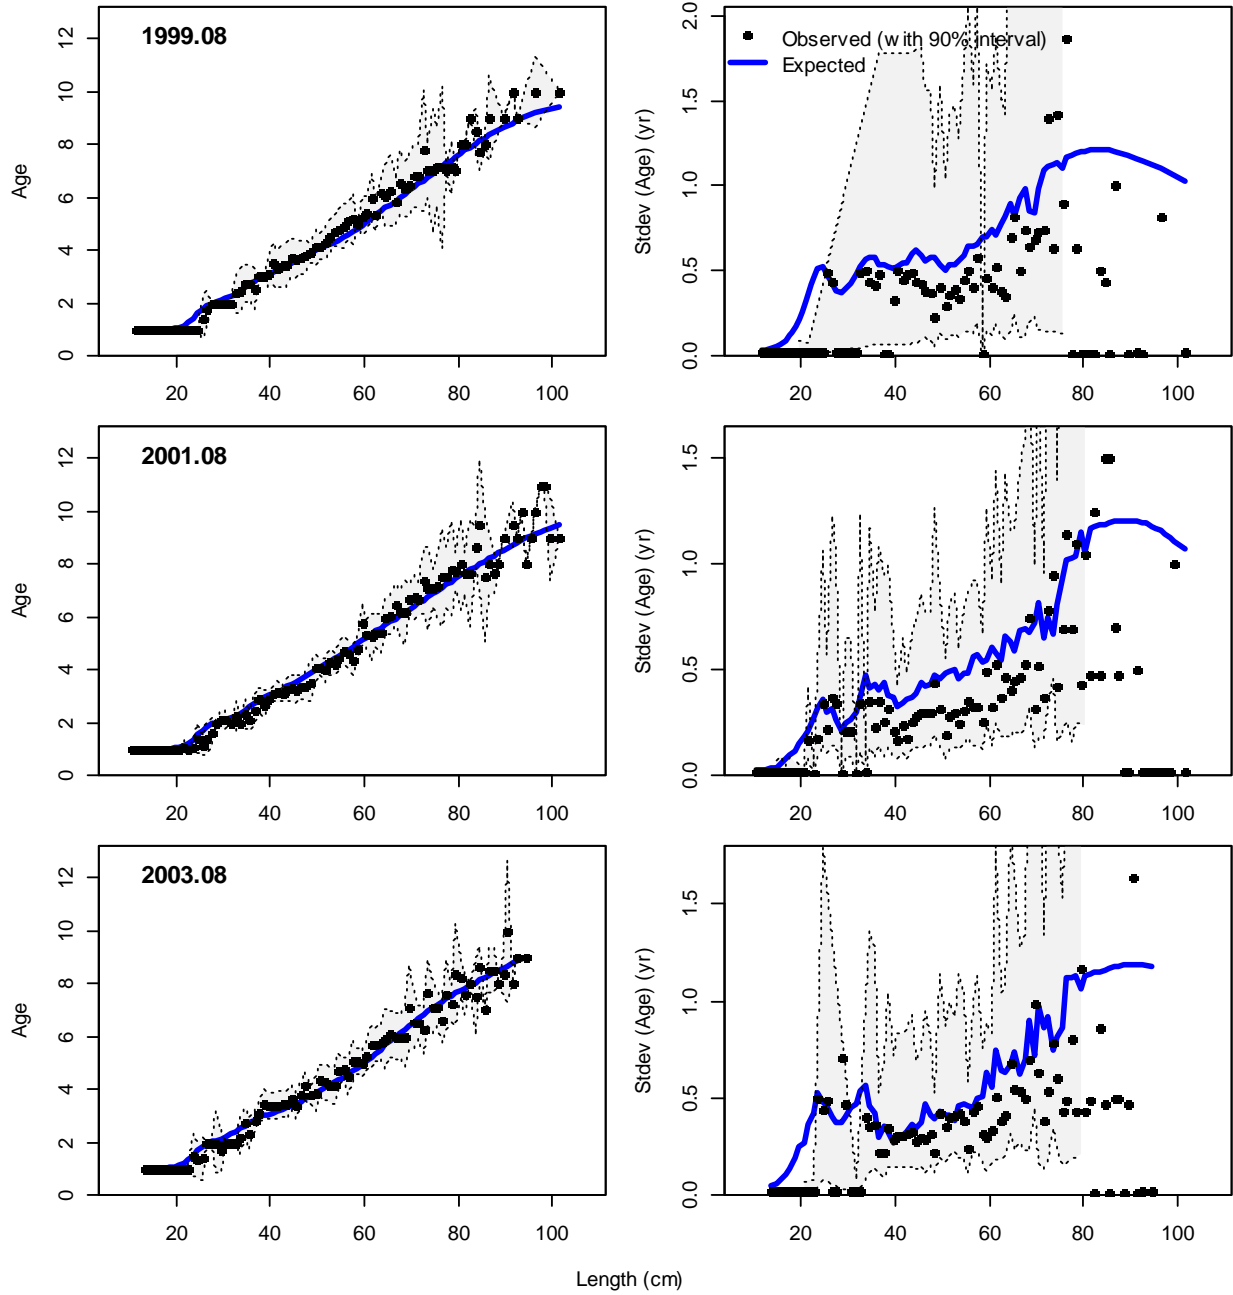 1999.08
Age
0 2 4 6 8 10 12
20 40 60 80 100
Observed (with 90% interval)
Expected
Stdev (Age) (yr)
0.0 0.5 1.0 1.5 2.0
20 40 60 80 100
2001.08
Age
0 2 4 6 8 10 12
20 40 60 80 100
Stdev (Age) (yr)
0.0 0.5 1.0 1.5
20 40 60 80 100
2003.08
Age
0 2 4 6 8 10 12
20 40 60 80 100
Stdev (Age) (yr)
0.0 0.5 1.0 1.5
20 40 60 80 100
Length (cm)